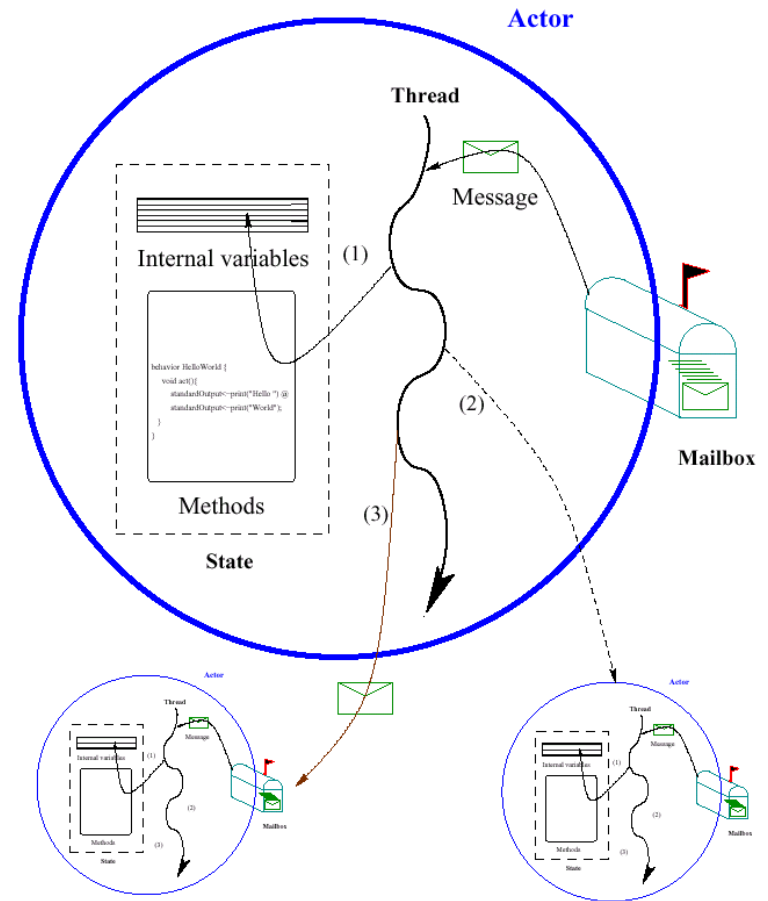 Actor
Thread
Message
Internal variables
(1)
behavior HelloWorld {
void act(){
standardOutput<-print("Hello ") @
standardOutput<-print("World");
}
}
(2)
Mailbox
Methods
(3)
State
Actor
Thread
Message
Internal variables
(1)
(2)
Mailbox
Methods
(3)
State
Actor
Thread
Message
Internal variables
(1)
(2)
Mailbox
Methods
(3)
State